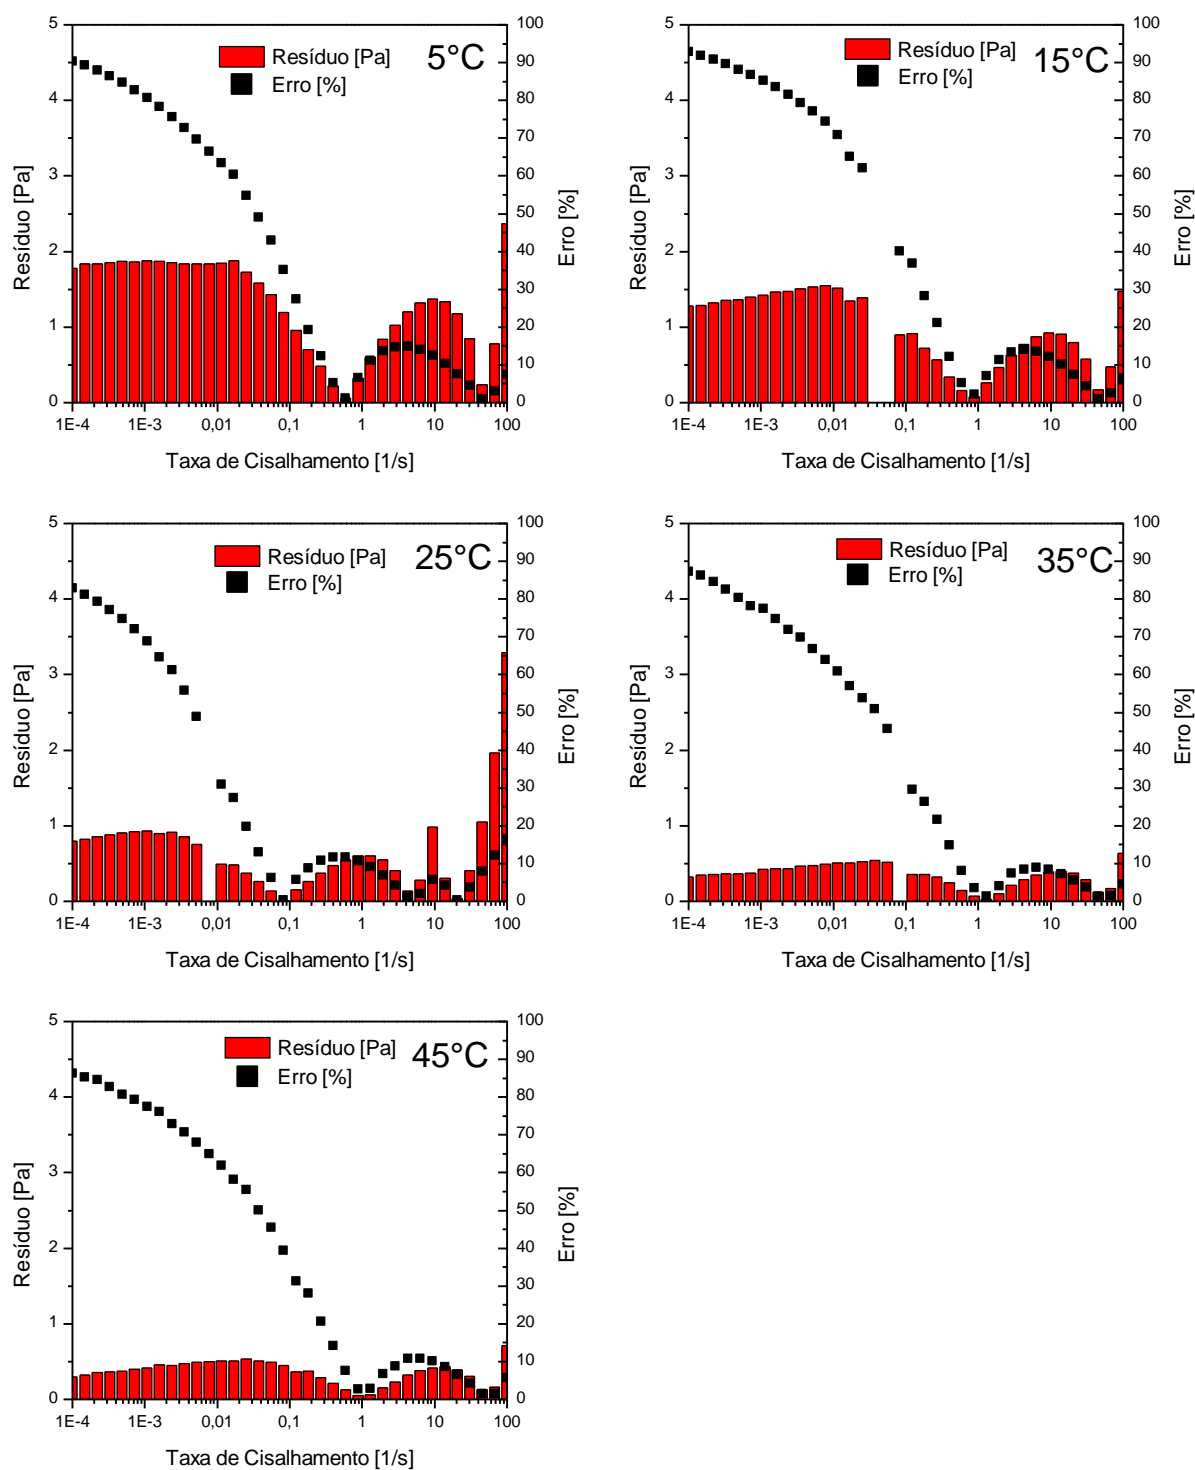 5 100
Resíduo [Pa] 5°C
Erro [%]
90
4 80
70
3 60
50
2 40
30
1 20
10
0 0
Resíduo [Pa]
Erro [%]
1E-4 1E-3 0,01 0,1 1 10 100
Taxa de Cisalhamento [1/s]
5 100
Resíduo [Pa] 15°C
Erro [%]
90
4 80
70
3 60
50
2 40
30
1 20
10
0 0
Resíduo [Pa]
Erro [%]
1E-4 1E-3 0,01 0,1 1 10 100
Taxa de Cisalhamento [1/s]
5 100
Resíduo [Pa] 25°C
Erro [%]
90
4 80
70
3 60
50
2 40
30
1 20
10
0 0
Resíduo [Pa]
Erro [%]
1E-4 1E-3 0,01 0,1 1 10 100
Taxa de Cisalhamento [1/s]
5 100
Resíduo [Pa] 35°C
Erro [%]
90
4 80
70
3 60
50
2 40
30
1 20
10
0 0
Resíduo [Pa]
Erro [%]
1E-4 1E-3 0,01 0,1 1 10 100
Taxa de Cisalhamento [1/s]
5 100
Resíduo [Pa] 45°C
Erro [%]
90
4 80
70
3 60
50
2 40
30
1 20
10
0 0
Resíduo [Pa]
Erro [%]
1E-4 1E-3 0,01 0,1 1 10 100
Taxa de Cisalhamento [1/s]